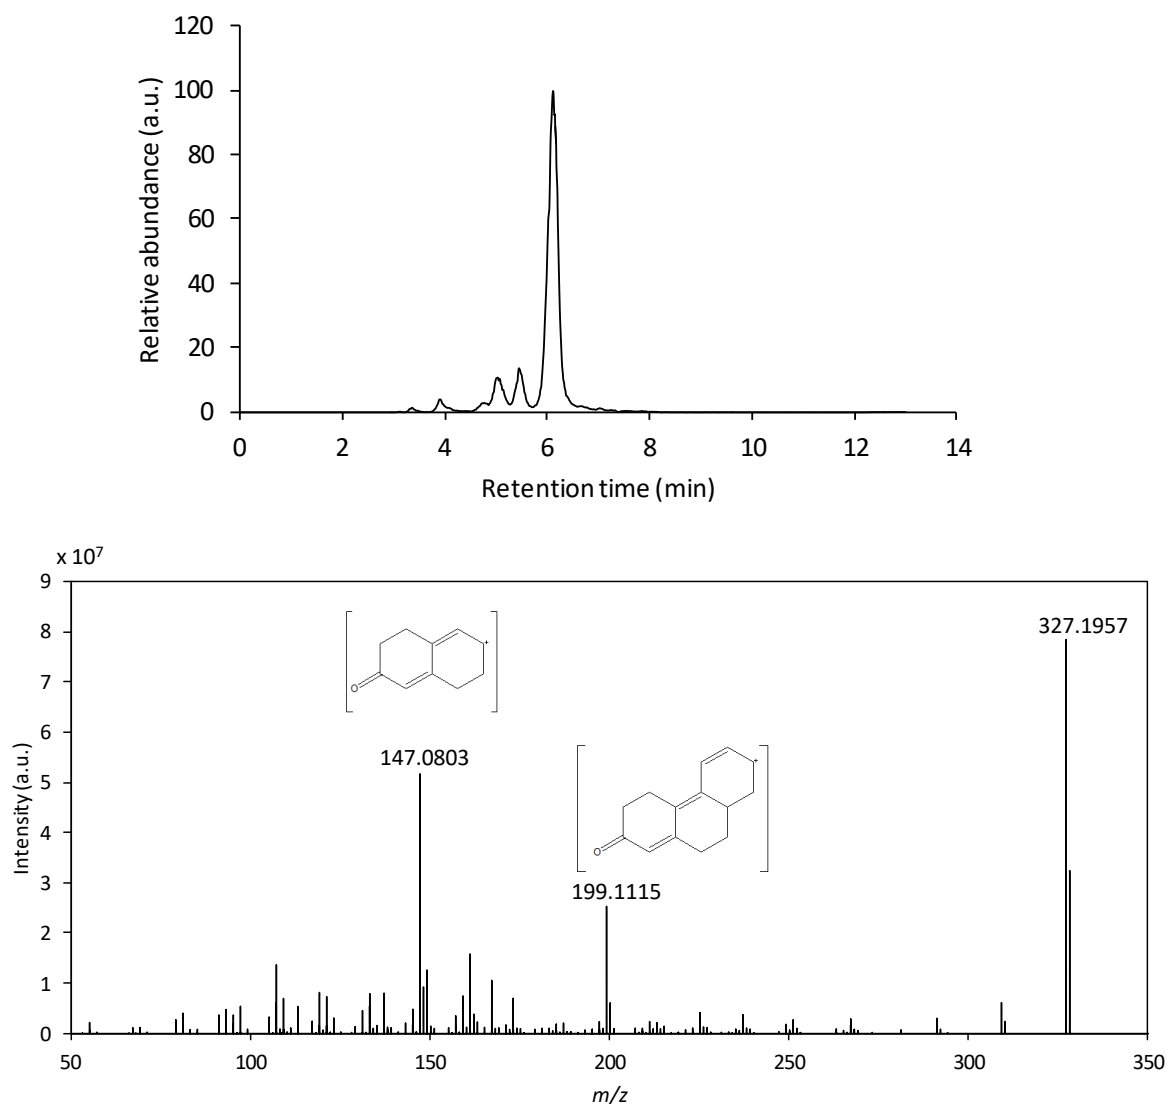 120
100
80
60
40
20
0
Relative abundance (a.u.)
0 2 4 6 8 10 12 14
Retention time (min)
x 10⁷
9
8
7
6
5
4
3
2
1
0
Intensity (a.u.)
327.1957
O
+
147.0803
O
+
199.1115
50 100 150 200 250 300 350
m/z